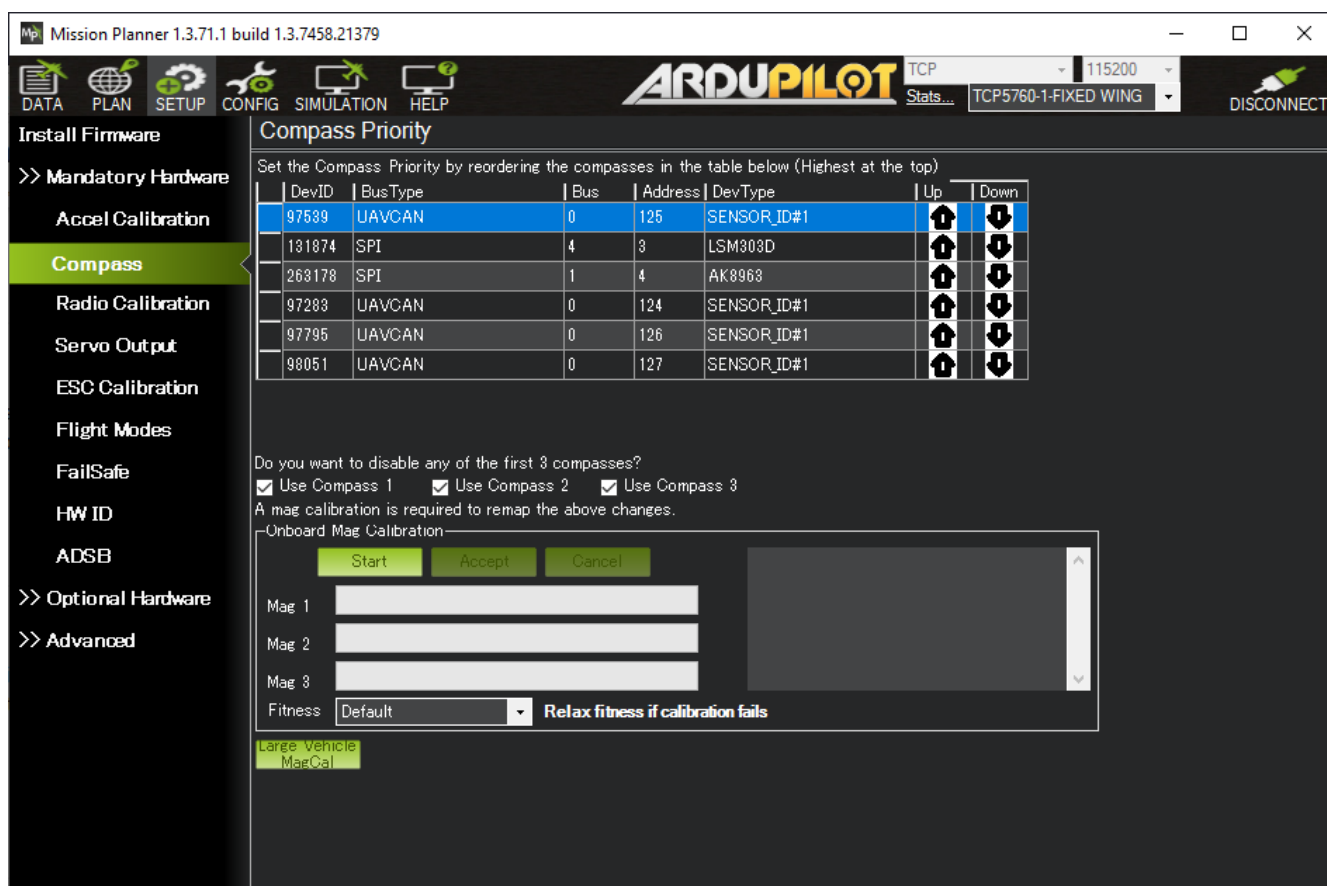 Mission Planner 1.3.71.1 build 1.3.7458.21379
DATA PLAN SETUP CONFIG SIMULATION HELP
ARDUPILOT
TCP 115200
Stats... TCP5760-1-FIXED WING
DISCONNECT
Install Firmware
>> Mandatory Hardware
Accel Calibration
Compass
Radio Calibration
Servo Output
ESC Calibration
Flight Modes
FailSafe
HW ID
ADSB
>> Optional Hardware
>> Advanced
Compass Priority
Set the Compass Priority by reordering the compasses in the table below (Highest at the top)
DevID BusType Bus Address DevType Up Down
97539 UAVCAN 0 125 SENSOR_ID#1
131874 SPI 4 3 LSM303D
263178 SPI 1 4 AK8963
97283 UAVCAN 0 124 SENSOR_ID#1
97795 UAVCAN 0 126 SENSOR_ID#1
98051 UAVCAN 0 127 SENSOR_ID#1
Do you want to disable any of the first 3 compasses?
Use Compass 1 Use Compass 2 Use Compass 3
A mag calibration is required to remap the above changes.
Onboard Mag Calibration
Start Accept Cancel
Mag 1
Mag 2
Mag 3
Fitness Default Relax fitness if calibration fails
Large Vehicle
MagCal